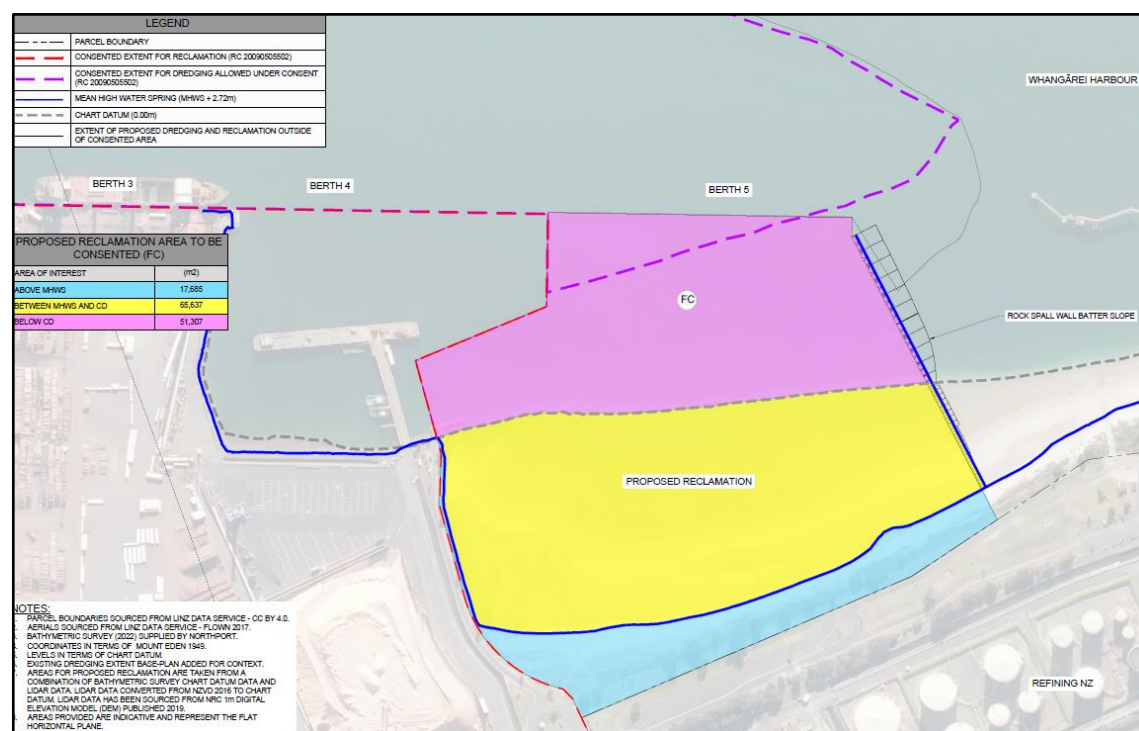 LEGEND
PARCEL BOUNDARY
CONSENTED EXTENT FOR RECLAMATION (RC 20090505502)
CONSENTED EXTENT FOR DREDGING ALLOWED UNDER CONSENT
(RC 20090505502)
MEAN HIGH WATER SPRING (MHWS + 2.72m)
CHART DATUM (0.00m)
EXTENT OF PROPOSED DREDGING AND RECLAMATION OUTSIDE
OF CONSENTED AREA
WHANGĀREI HARBOUR
BERTH 3
BERTH 4
BERTH 5
PROPOSED RECLAMATION AREA TO BE
CONSENTED (FC)
AREA OF INTEREST (m2)
ABOVE MHWS 17,685
BETWEEN MHWS AND CD 65,637
BELOW CD 51,307
FC
ROCK SPALL WALL BATTER SLOPE
PROPOSED RECLAMATION
REFINING NZ
NOTES:
PARCEL BOUNDARIES SOURCED FROM LINZ DATA SERVICE - CC BY 4.0.
AERIALS SOURCED FROM LINZ DATA SERVICE - FLOWN 2017.
BATHYMETRIC SURVEY (2022) SUPPLIED BY NORTHPORT.
COORDINATES IN TERMS OF MOUNT EDEN 1949.
LEVELS IN TERMS OF CHART DATUM.
EXISTING DREDGING EXTENT BASE-PLAN ADDED FOR CONTEXT.
AREAS FOR PROPOSED RECLAMATION ARE TAKEN FROM A
COMBINATION OF BATHYMETRIC SURVEY CHART DATUM DATA AND
LIDAR DATA. LIDAR DATA CONVERTED FROM NZVD 2016 TO CHART
DATUM. LIDAR DATA HAS BEEN SOURCED FROM NRC 1m DIGITAL
ELEVATION MODEL (DEM) PUBLISHED 2019.
AREAS PROVIDED ARE INDICATIVE AND REPRESENT THE FLAT
HORIZONTAL PLANE.